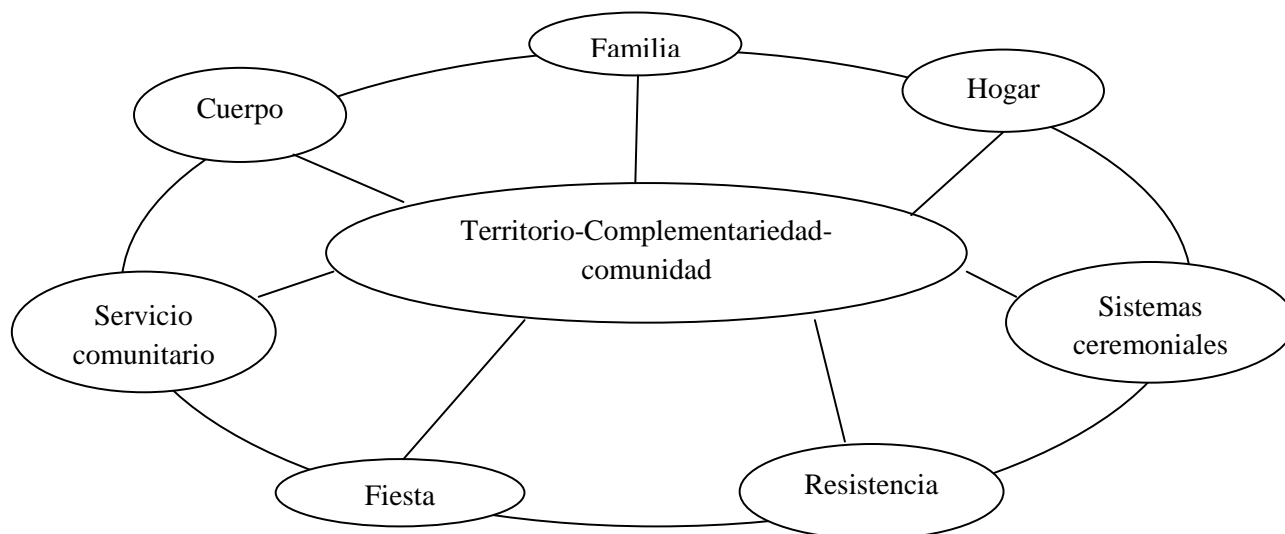 Familia
Hogar
Cuerpo
Territorio-Complementariedad-
comunidad
Sistemas
ceremoniales
Servicio
comunitario
Resistencia
Fiesta